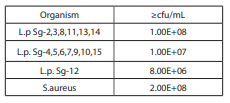 Organism ≥cfu/mL
L.p Sg-2,3,8,11,13,14 1.00E+08
L.p. Sg-4,5,6,7,9,10,15 1.00E+07
L.p. Sg-12 8.00E+06
S.aureus 2.00E+08